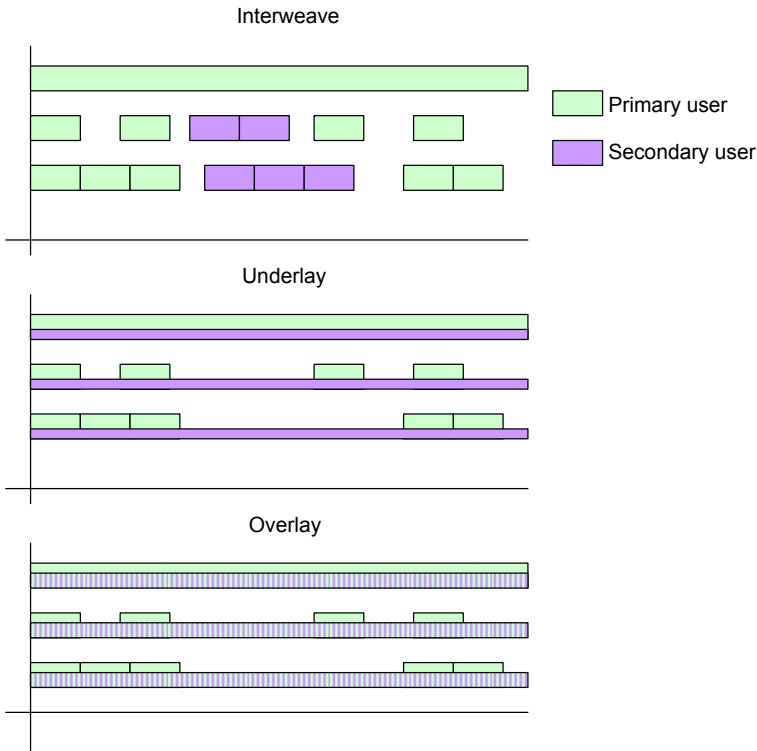 Interweave
Primary user
Secondary user
Underlay
Overlay